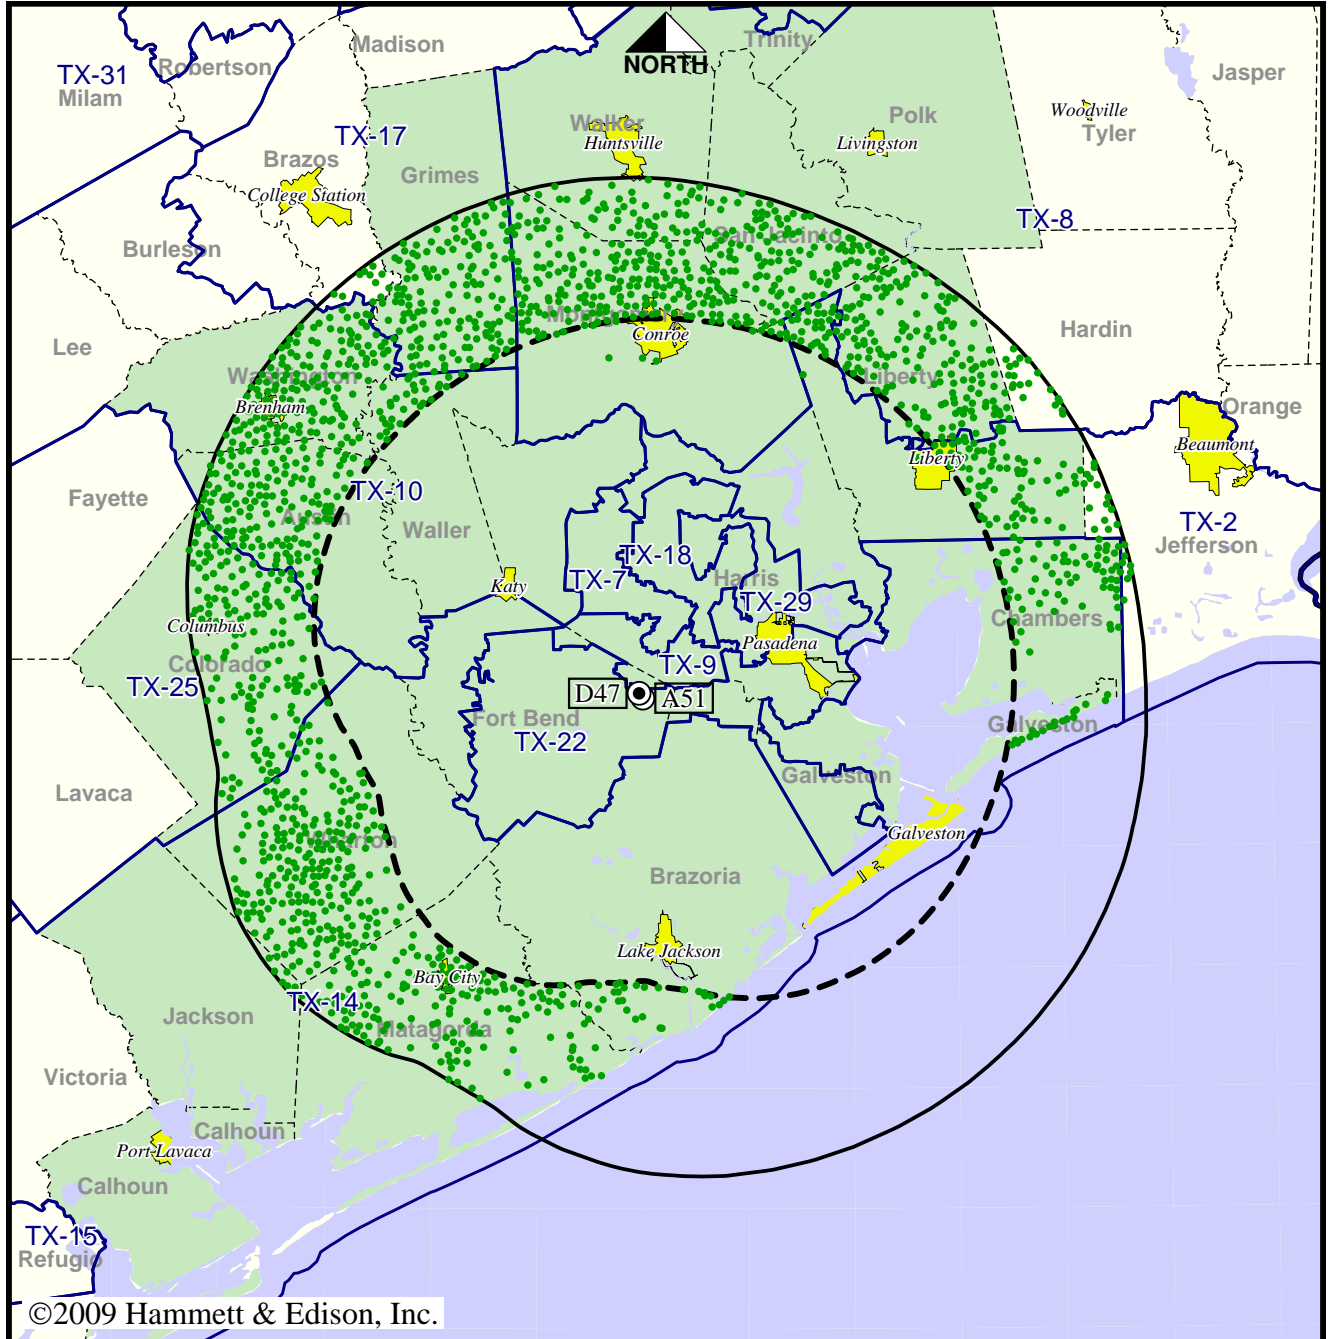 Madison
Trinity
Robertson
TX-31
Milam
NORTH
Jasper
Walker
Huntsville
Polk
Livingston
Woodville
Tyler
TX-17
Brazos
Grimes
College Station
TX-8
Burleson
San Jacinto
Montgomery
Conroe
Hardin
Lee
Washington
Brenham
Liberty
Orange
Beaumont
Liberty
Fayette
TX-10
Austin
Waller
TX-2
Jefferson
TX-18
TX-7
Harris
Katy
TX-29
Chambers
Columbus
Pasadena
Colorado
TX-9
TX-25
D47
A51
Fort Bend
TX-22
Galveston
Galveston
Lavaca
Wharton
Galveston
Brazoria
Lake Jackson
Bay City
TX-14
Jackson
Matagorda
Victoria
Calhoun
Port Lavaca
Calhoun
TX-15
Refugio
©2009 Hammett & Edison, Inc.